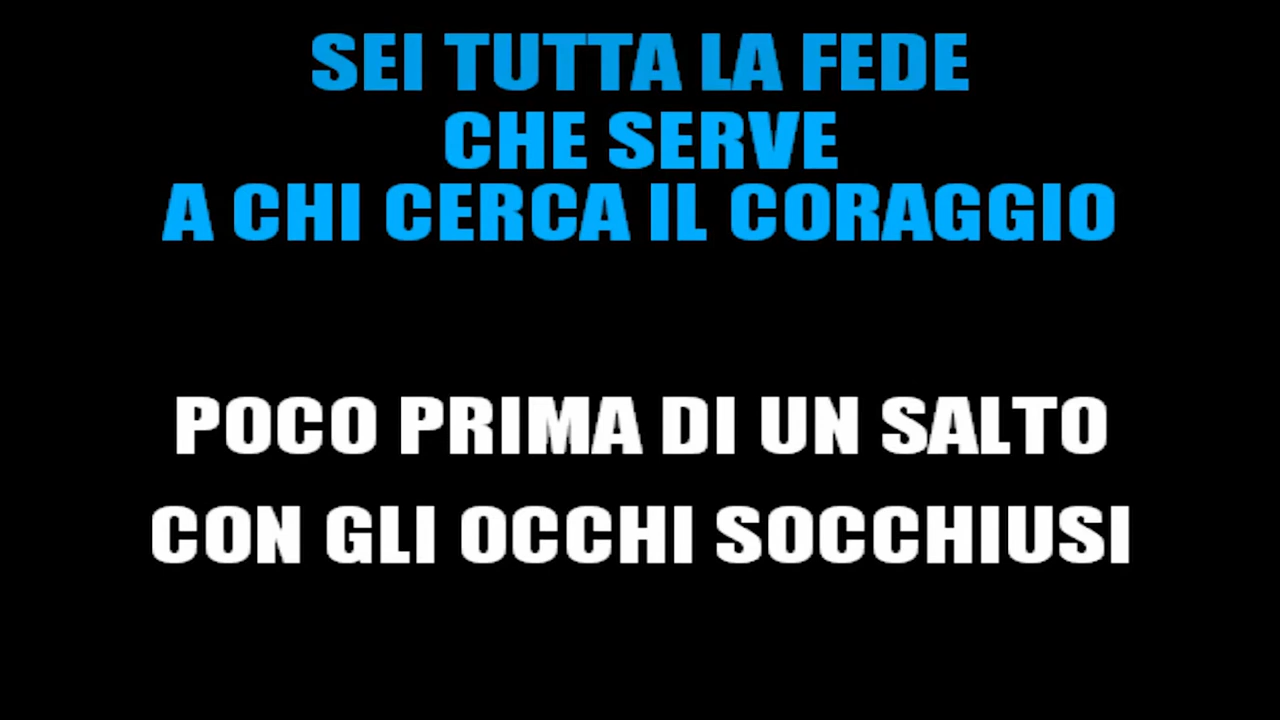 SEI TUTTA LA FEDE
CHE SERVE
A CHI CERCA IL CORAGGIO
POCO PRIMA DI UN SALTO
CON GLI OCCHI SOCCHIUSI